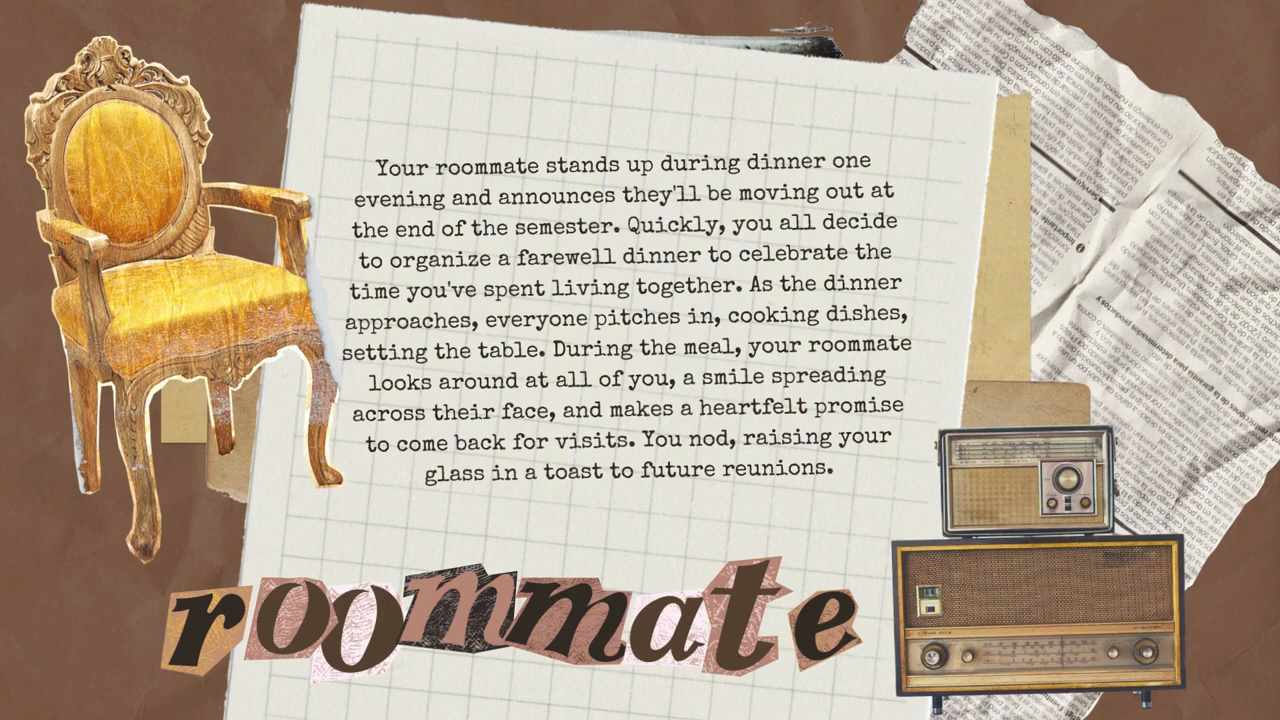 Your roommate stands up during dinner one
evening and announces they'll be moving out at
the end of the semester. Quickly, you all decide
to organize a farewell dinner to celebrate the
time you've spent living together. As the dinner
approaches, everyone pitches in, cooking dishes,
setting the table. During the meal, your roommate
looks around at all of you, a smile spreading
across their face, and makes a heartfelt promise
to come back for visits. You nod, raising your
glass in a toast to future reunions.
roommate